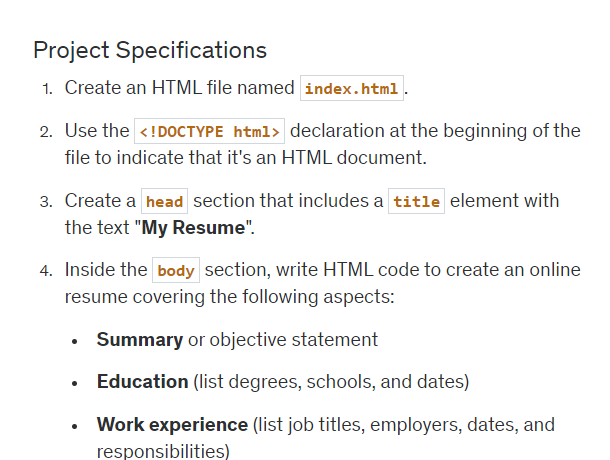 Project Specifications
1. Create an HTML file named index.html.
2. Use the <!DOCTYPE html> declaration at the beginning of the
file to indicate that it's an HTML document.
3. Create a head section that includes a title element with
the text "My Resume".
4. Inside the body section, write HTML code to create an online
resume covering the following aspects:
• Summary or objective statement
• Education (list degrees, schools, and dates)
• Work experience (list job titles, employers, dates, and
responsibilities)